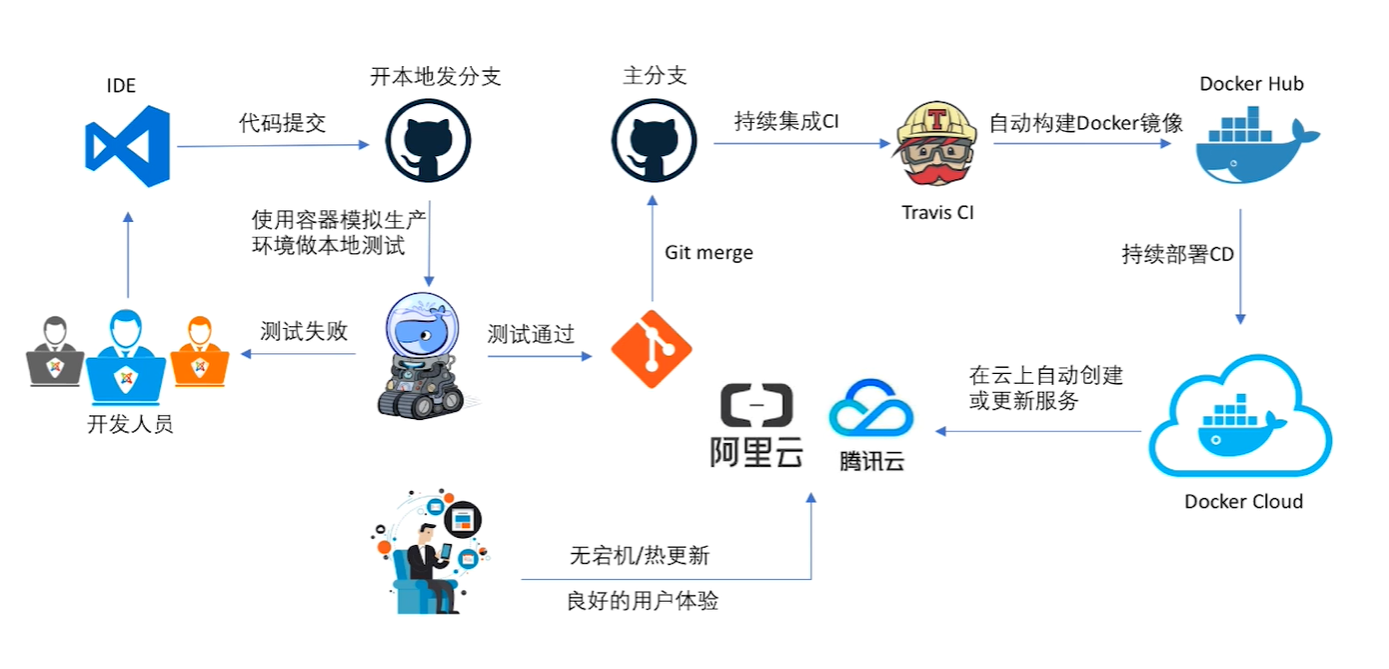 IDE
代码提交
开本地发分支
主分支
持续集成CI
Travis CI
自动构建Docker镜像
Docker Hub
使用容器模拟生产
环境做本地测试
Git merge
持续部署CD
开发人员
测试失败
测试通过
阿里云
腾讯云
在云上自动创建
或更新服务
Docker Cloud
无宕机/热更新
良好的用户体验